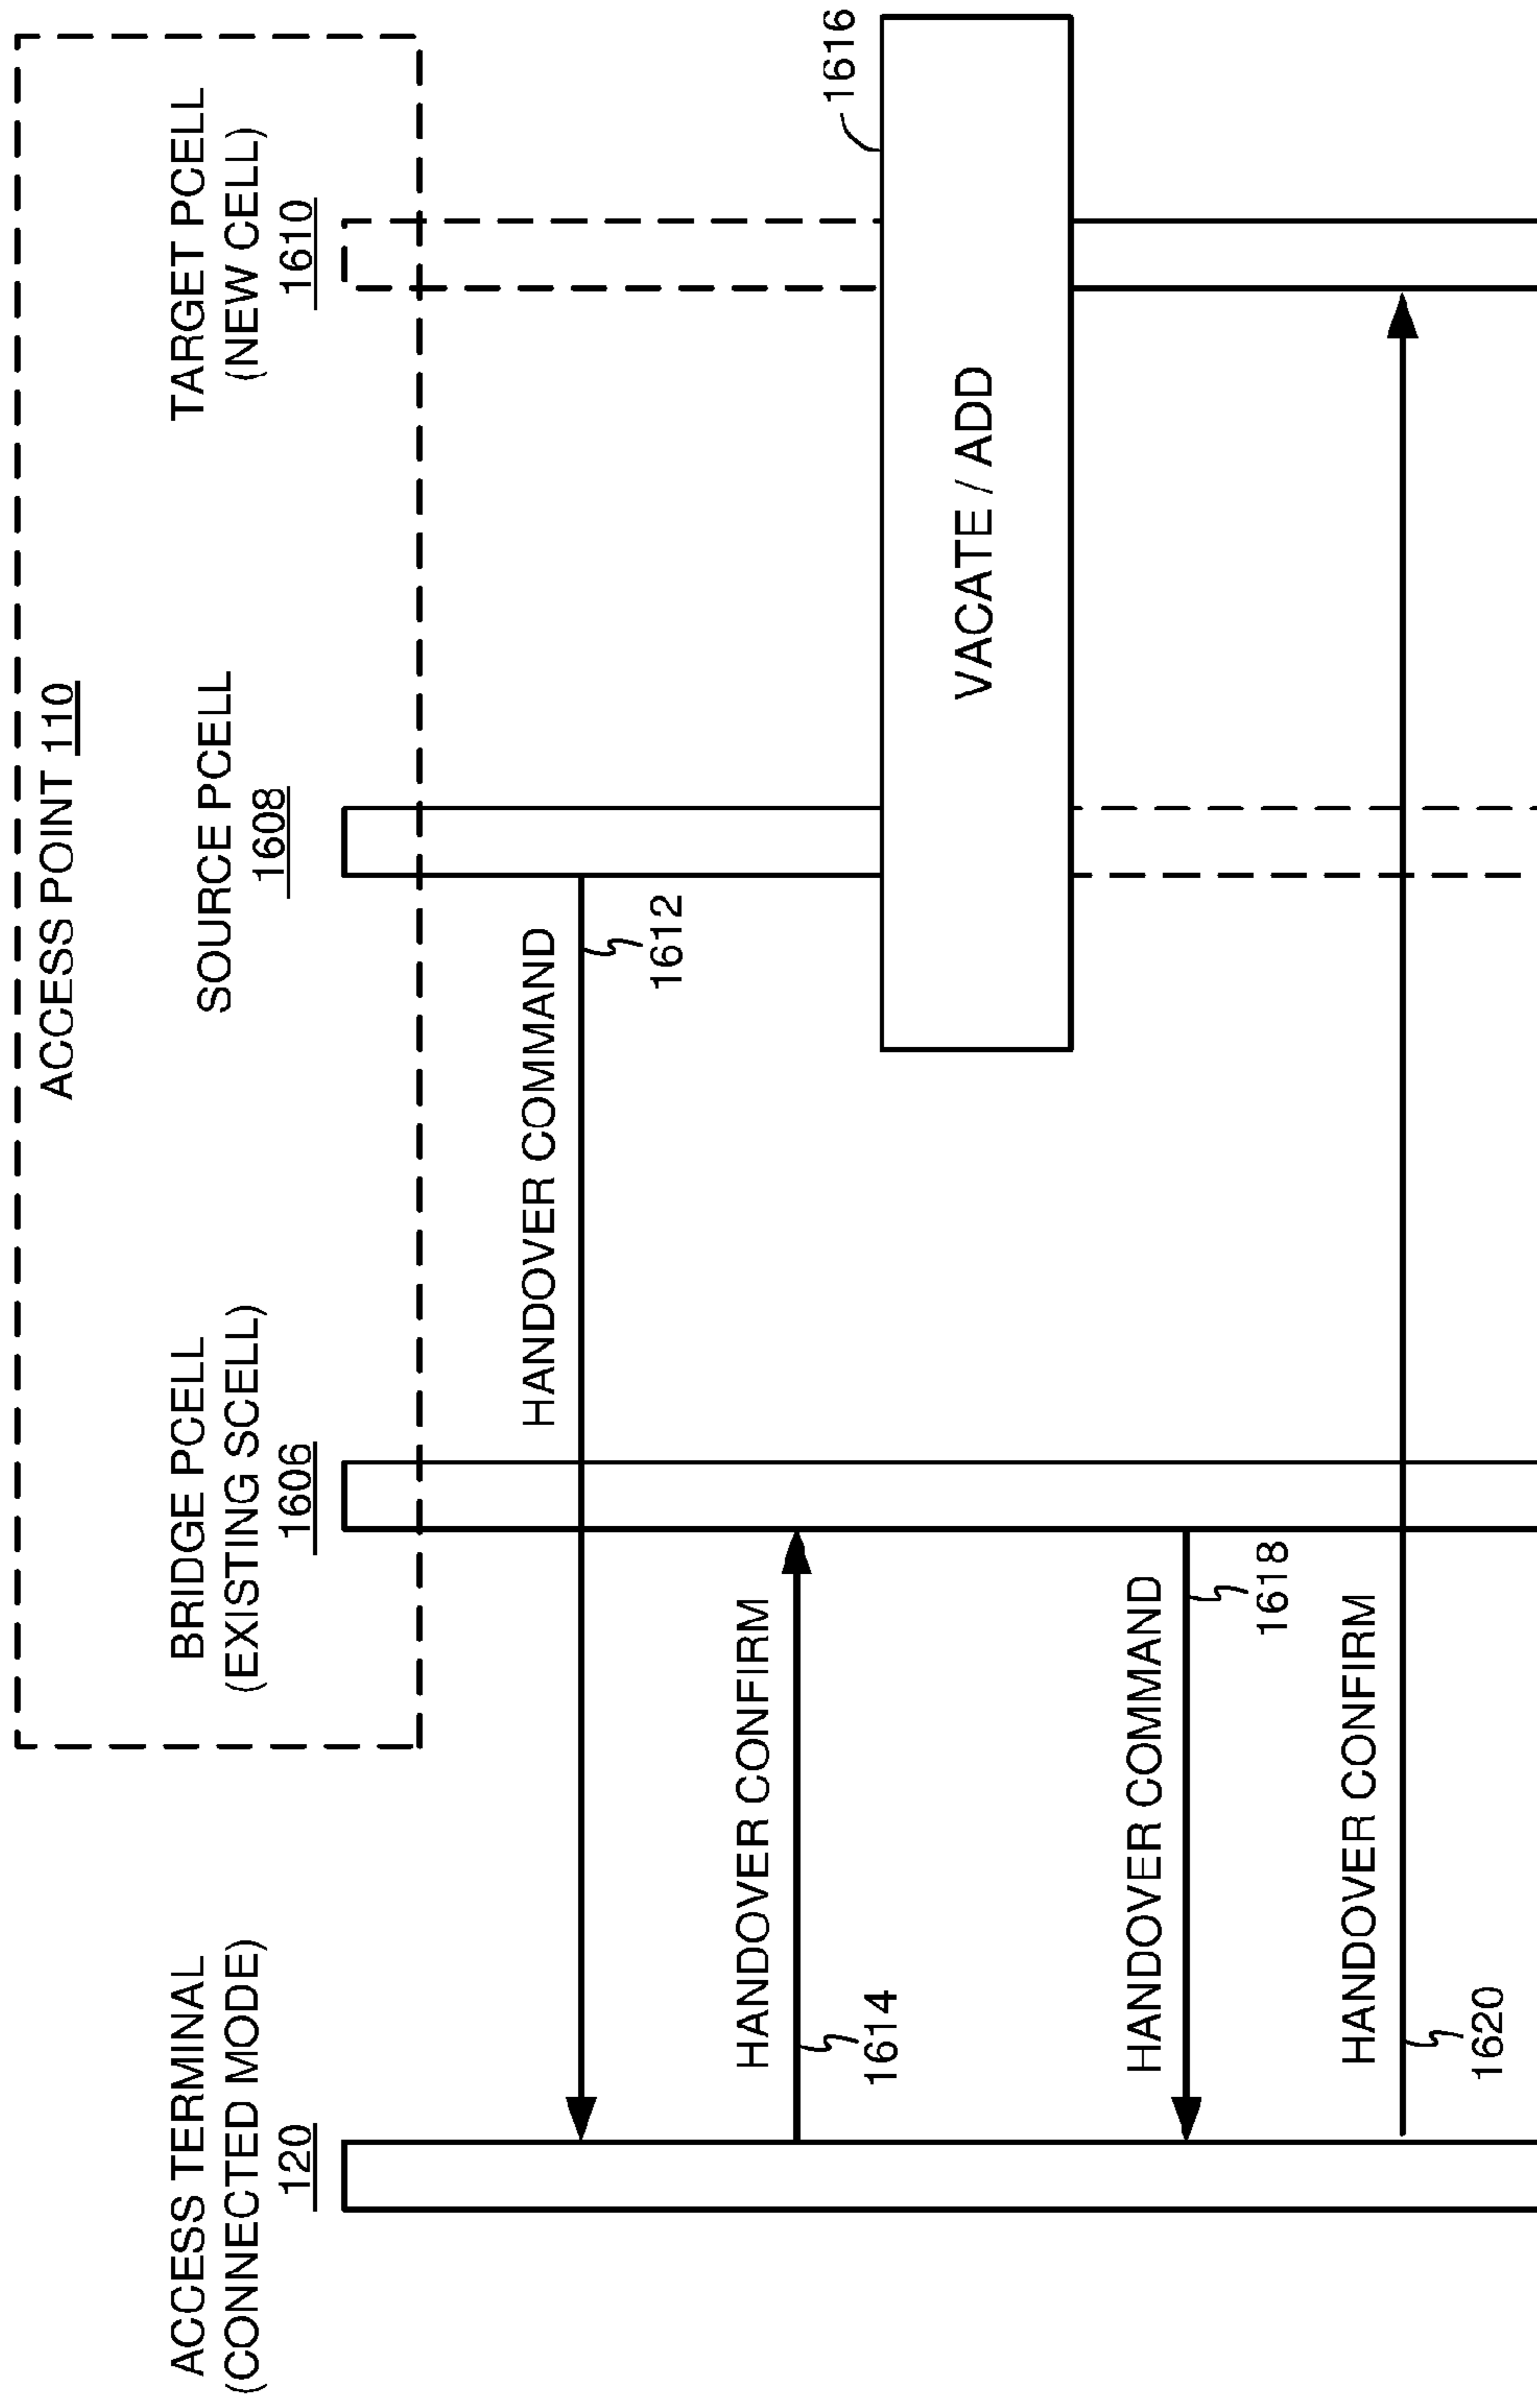 ACCESS POINT 110
ACCESS TERMINAL
(CONNECTED MODE)
120
BRIDGE PCELL
(EXISTING SCELL)
1606
SOURCE PCELL
1608
TARGET PCELL
(NEW CELL)
1610
HANDOVER COMMAND
1612
HANDOVER CONFIRM
1614
1616
VACATE / ADD
HANDOVER COMMAND
1618
HANDOVER CONFIRM
1620